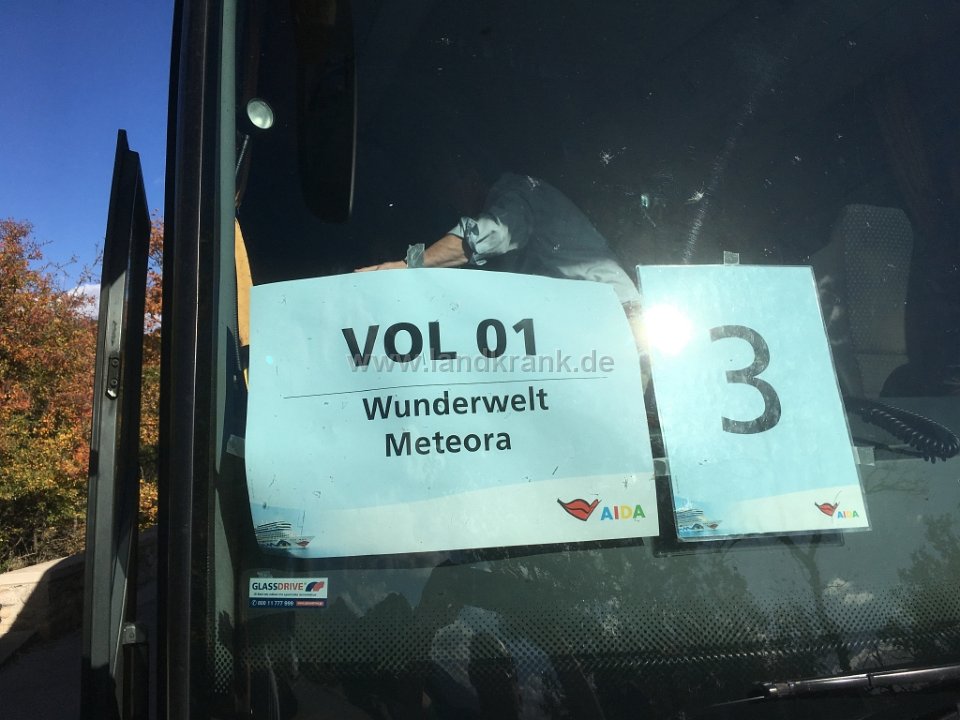 VOL 01
www.landkrank.de
Wunderwelt
Meteora
AIDA
3
AIDA
GLASSDRIVE